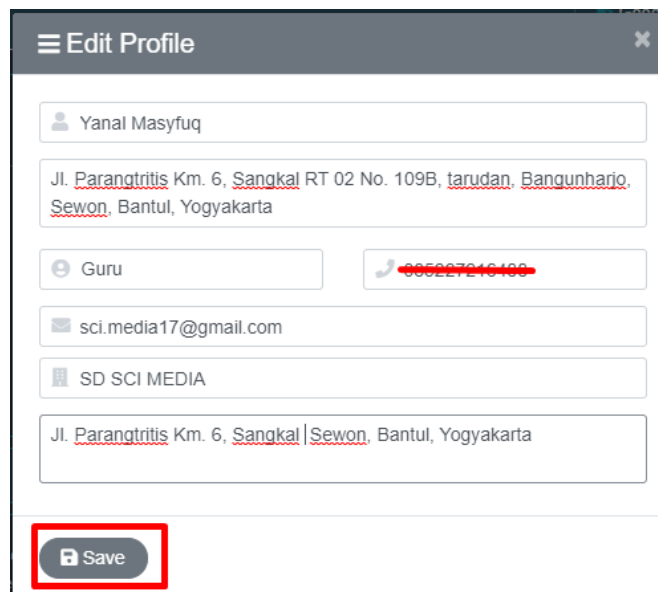 Edit Profile
Yanal Masyfuq
Jl. Parangtritis Km. 6, Sangkal RT 02 No. 109B, tarudan, Bangunharjo,
Sewon, Bantul, Yogyakarta
Guru
sci.media17@gmail.com
SD SCI MEDIA
Jl. Parangtritis Km. 6, Sangkal Sewon, Bantul, Yogyakarta
Save